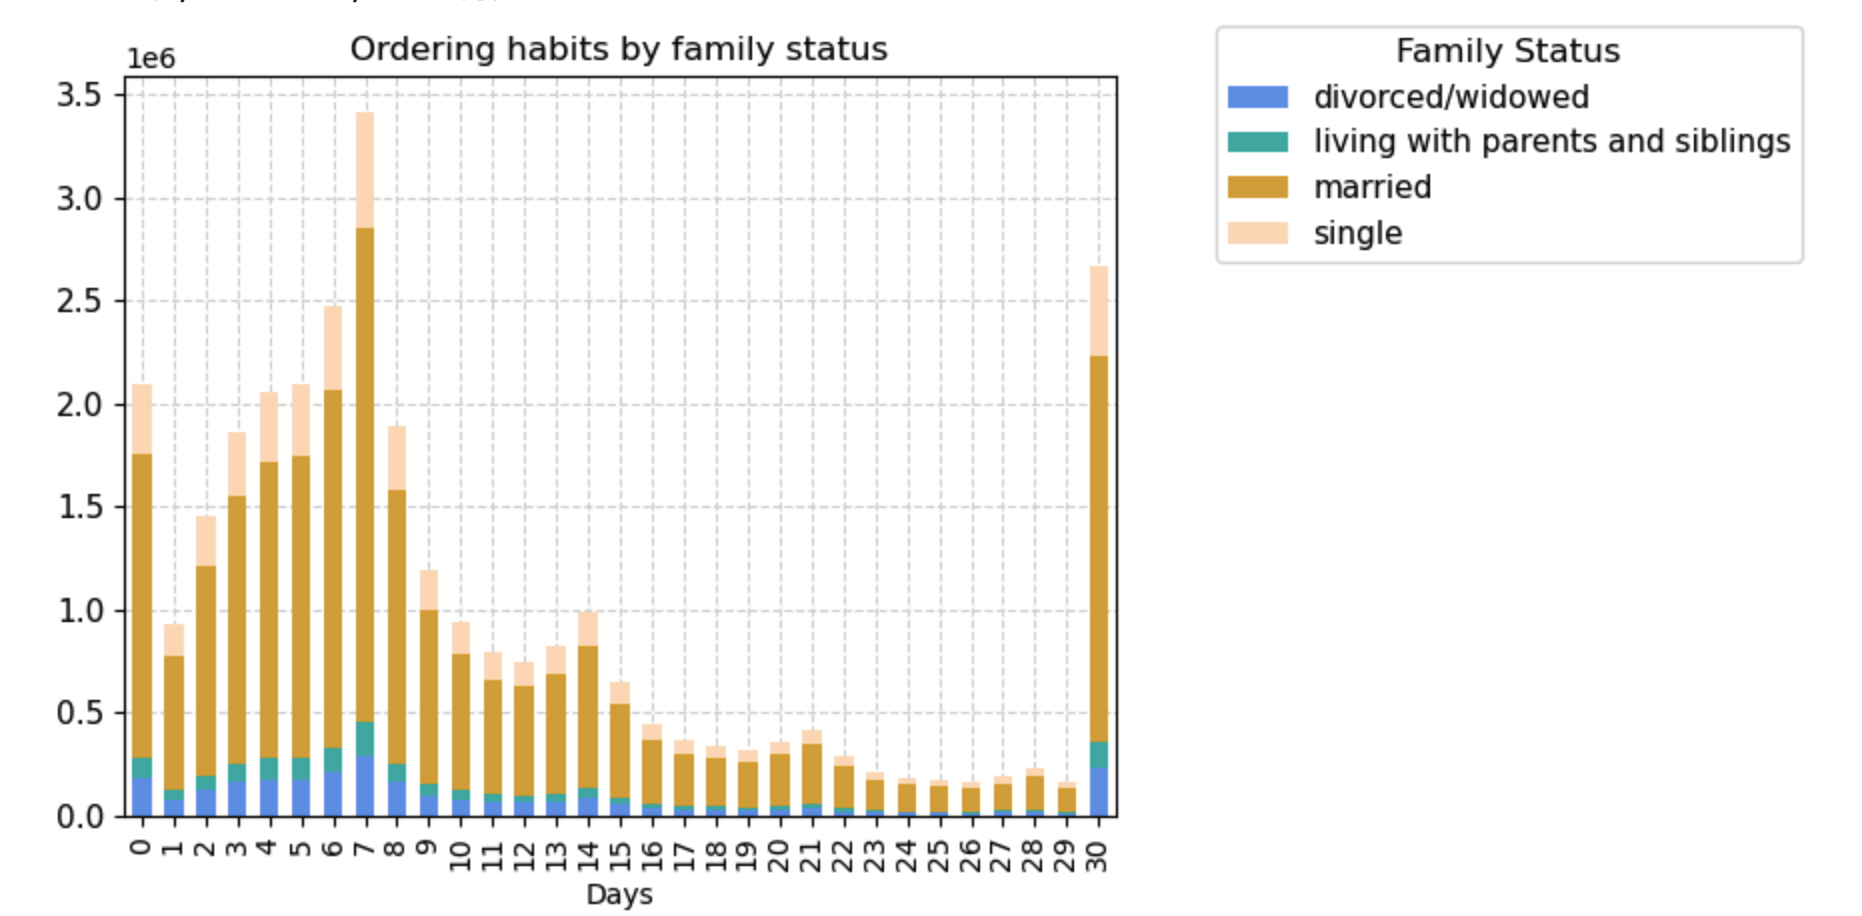 Ordering habits by family status
1e6
3.5
3.0
2.5
2.0
1.5
1.0
0.5
0.0
0 1 2 3 4 5 6 7 8 9 10 11 12 13 14 15 16 17 18 19 20 21 22 23 24 25 26 27 28 29 30
Days
Family Status
divorced/widowed
living with parents and siblings
married
single